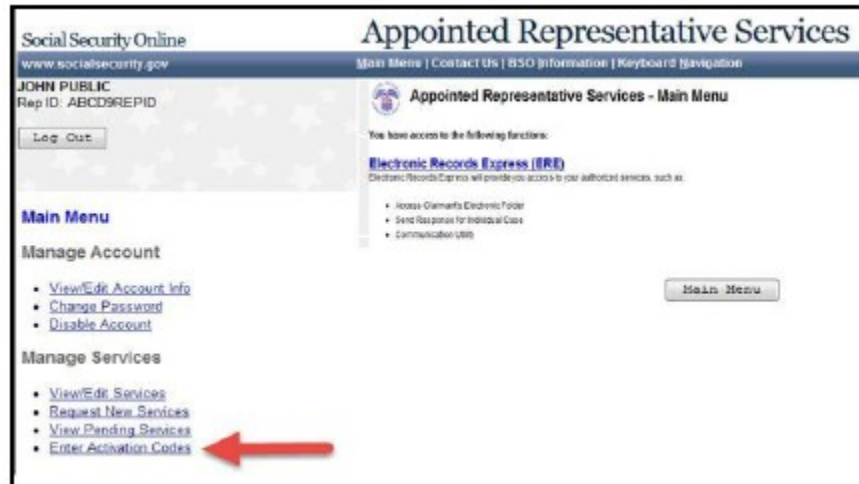 Social Security Online
Appointed Representative Services
www.socialsecurity.gov
Main Menu | Contact Us | BSO Information | Keyboard Navigation
JOHN PUBLIC
Rep ID: ABCD9REPID
Log Out
Main Menu
Manage Account
View/Edit Account Info
Change Password
Disable Account
Manage Services
View/Edit Services
Request New Services
View Pending Services
Enter Activation Codes
Appointed Representative Services - Main Menu
You have access to the following functions:
Electronic Records Express (ERE)
Electronic Records Express will provide you access to your authorized services, such as:
Access Claimant's Electronic Folder
Send Response for Individual Case
Communication Utility
Main Menu